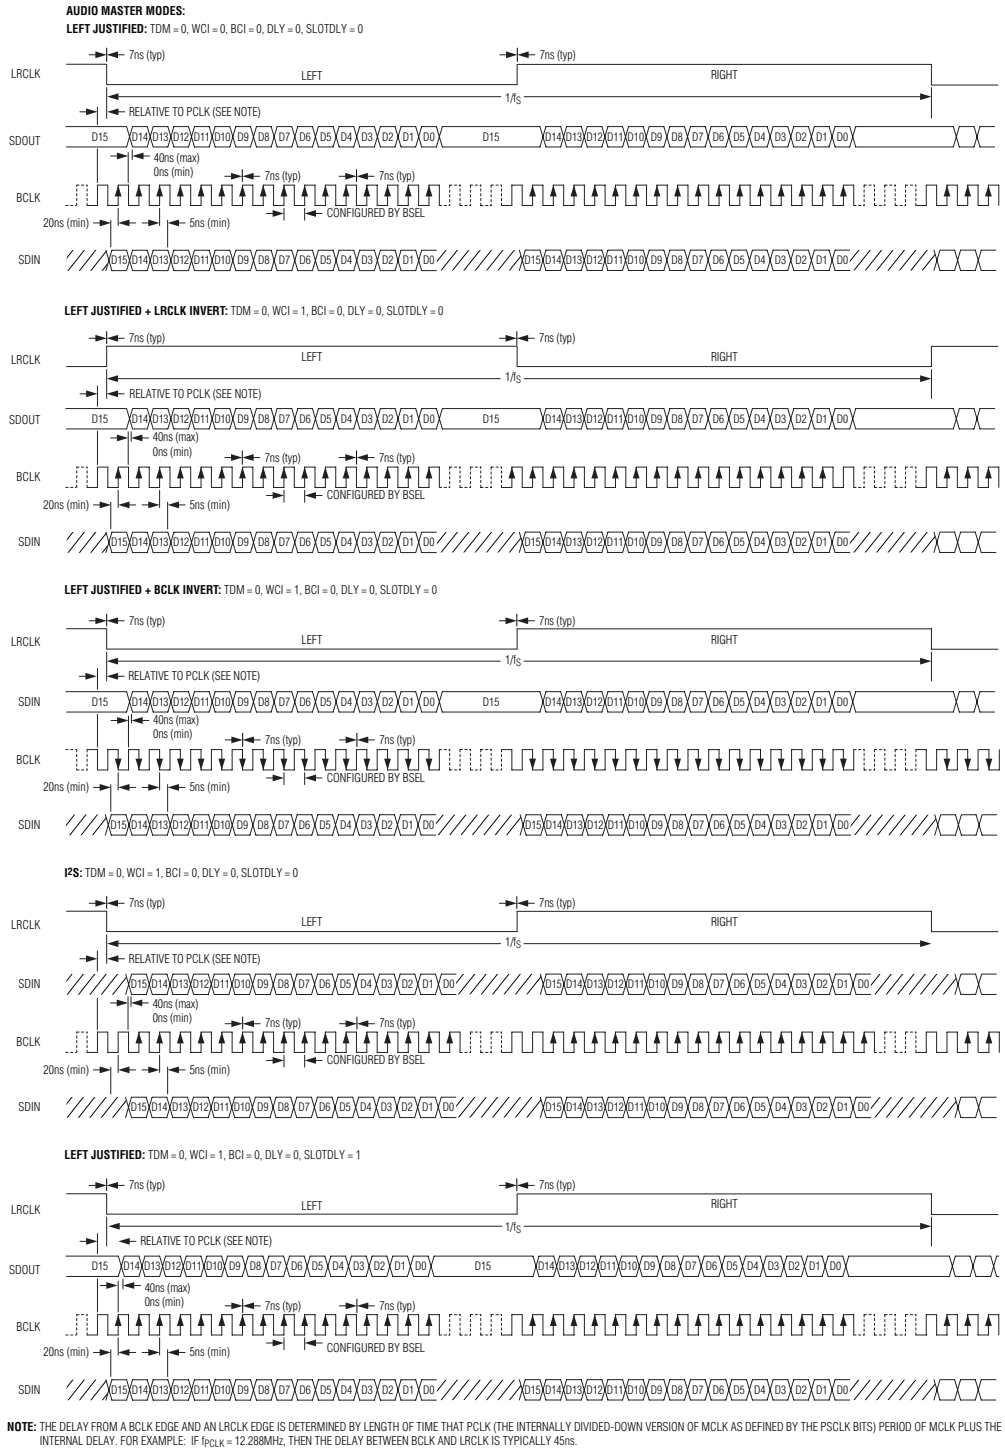 AUDIO MASTER MODES:
LEFT JUSTIFIED: TDM = 0, WCI = 0, BCI = 0, DLY = 0, SLOTDLY = 0
7ns (typ) 7ns (typ)
LRCLK LEFT RIGHT
1/fS
RELATIVE TO PCLK (SEE NOTE)
SDOUT D15 D14 D13 D12 D11 D10 D9 D8 D7 D6 D5 D4 D3 D2 D1 D0 D15 D14 D13 D12 D11 D10 D9 D8 D7 D6 D5 D4 D3 D2 D1 D0
40ns (max)
0ns (min) 7ns (typ) 7ns (typ)
BCLK
CONFIGURED BY BSEL
20ns (min) 5ns (min)
SDIN D15 D14 D13 D12 D11 D10 D9 D8 D7 D6 D5 D4 D3 D2 D1 D0 D15 D14 D13 D12 D11 D10 D9 D8 D7 D6 D5 D4 D3 D2 D1 D0
LEFT JUSTIFIED + LRCLK INVERT: TDM = 0, WCI = 1, BCI = 0, DLY = 0, SLOTDLY = 0
7ns (typ) 7ns (typ)
LRCLK LEFT RIGHT
1/fS
RELATIVE TO PCLK (SEE NOTE)
SDOUT D15 D14 D13 D12 D11 D10 D9 D8 D7 D6 D5 D4 D3 D2 D1 D0 D15 D14 D13 D12 D11 D10 D9 D8 D7 D6 D5 D4 D3 D2 D1 D0
40ns (max)
0ns (min) 7ns (typ) 7ns (typ)
BCLK
CONFIGURED BY BSEL
20ns (min) 5ns (min)
SDIN D15 D14 D13 D12 D11 D10 D9 D8 D7 D6 D5 D4 D3 D2 D1 D0 D15 D14 D13 D12 D11 D10 D9 D8 D7 D6 D5 D4 D3 D2 D1 D0
LEFT JUSTIFIED + BCLK INVERT: TDM = 0, WCI = 1, BCI = 0, DLY = 0, SLOTDLY = 0
7ns (typ) 7ns (typ)
LRCLK LEFT RIGHT
1/fS
RELATIVE TO PCLK (SEE NOTE)
SDIN D15 D14 D13 D12 D11 D10 D9 D8 D7 D6 D5 D4 D3 D2 D1 D0 D15 D14 D13 D12 D11 D10 D9 D8 D7 D6 D5 D4 D3 D2 D1 D0
40ns (max)
0ns (min) 7ns (typ) 7ns (typ)
BCLK
CONFIGURED BY BSEL
20ns (min) 5ns (min)
SDIN D15 D14 D13 D12 D11 D10 D9 D8 D7 D6 D5 D4 D3 D2 D1 D0 D15 D14 D13 D12 D11 D10 D9 D8 D7 D6 D5 D4 D3 D2 D1 D0
I2S: TDM = 0, WCI = 1, BCI = 0, DLY = 0, SLOTDLY = 0
7ns (typ) 7ns (typ)
LRCLK LEFT RIGHT
1/fS
RELATIVE TO PCLK (SEE NOTE)
SDIN D15 D14 D13 D12 D11 D10 D9 D8 D7 D6 D5 D4 D3 D2 D1 D0 D15 D14 D13 D12 D11 D10 D9 D8 D7 D6 D5 D4 D3 D2 D1 D0
40ns (max)
0ns (min) 7ns (typ) 7ns (typ)
BCLK
CONFIGURED BY BSEL
20ns (min) 5ns (min)
SDIN D15 D14 D13 D12 D11 D10 D9 D8 D7 D6 D5 D4 D3 D2 D1 D0 D15 D14 D13 D12 D11 D10 D9 D8 D7 D6 D5 D4 D3 D2 D1 D0
LEFT JUSTIFIED: TDM = 0, WCI = 1, BCI = 0, DLY = 0, SLOTDLY = 1
7ns (typ) 7ns (typ)
LRCLK LEFT RIGHT
1/fS
RELATIVE TO PCLK (SEE NOTE)
SDOUT D15 D14 D13 D12 D11 D10 D9 D8 D7 D6 D5 D4 D3 D2 D1 D0 D15 D14 D13 D12 D11 D10 D9 D8 D7 D6 D5 D4 D3 D2 D1 D0
40ns (max)
0ns (min) 7ns (typ) 7ns (typ)
BCLK
CONFIGURED BY BSEL
20ns (min) 5ns (min)
SDIN D15 D14 D13 D12 D11 D10 D9 D8 D7 D6 D5 D4 D3 D2 D1 D0 D15 D14 D13 D12 D11 D10 D9 D8 D7 D6 D5 D4 D3 D2 D1 D0
NOTE: THE DELAY FROM A BCLK EDGE AND AN LRCLK EDGE IS DETERMINED BY LENGTH OF TIME THAT PCLK (THE INTERNALLY DIVIDED-DOWN VERSION OF MCLK AS DEFINED BY THE PSCLK BITS) PERIOD OF MCLK PLUS THE
INTERNAL DELAY. FOR EXAMPLE: IF fPCLK = 12.288MHz, THEN THE DELAY BETWEEN BCLK AND LRCLK IS TYPICALLY 45ns.